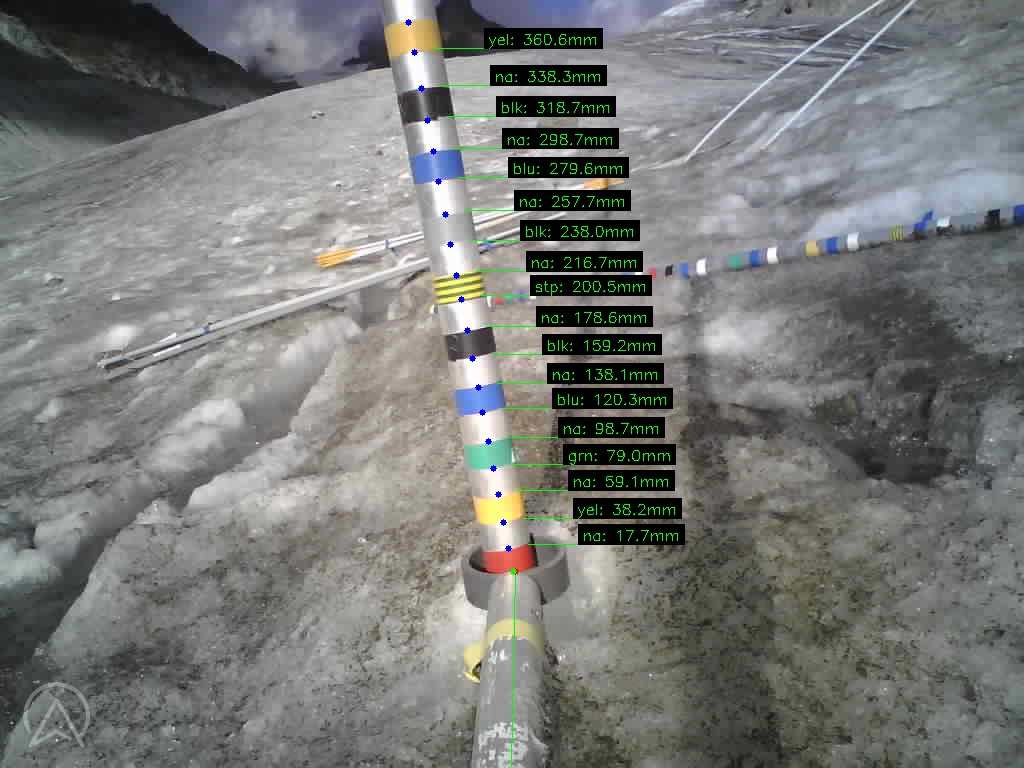 yel: 360.6mm
na: 338.3mm
blk: 318.7mm
na: 298.7mm
blu: 279.6mm
na: 257.7mm
blk: 238.0mm
na: 216.7mm
stp: 200.5mm
na: 178.6mm
blk: 159.2mm
na: 138.1mm
blu: 120.3mm
na: 98.7mm
grn: 79.0mm
na: 59.1mm
yel: 38.2mm
na: 17.7mm